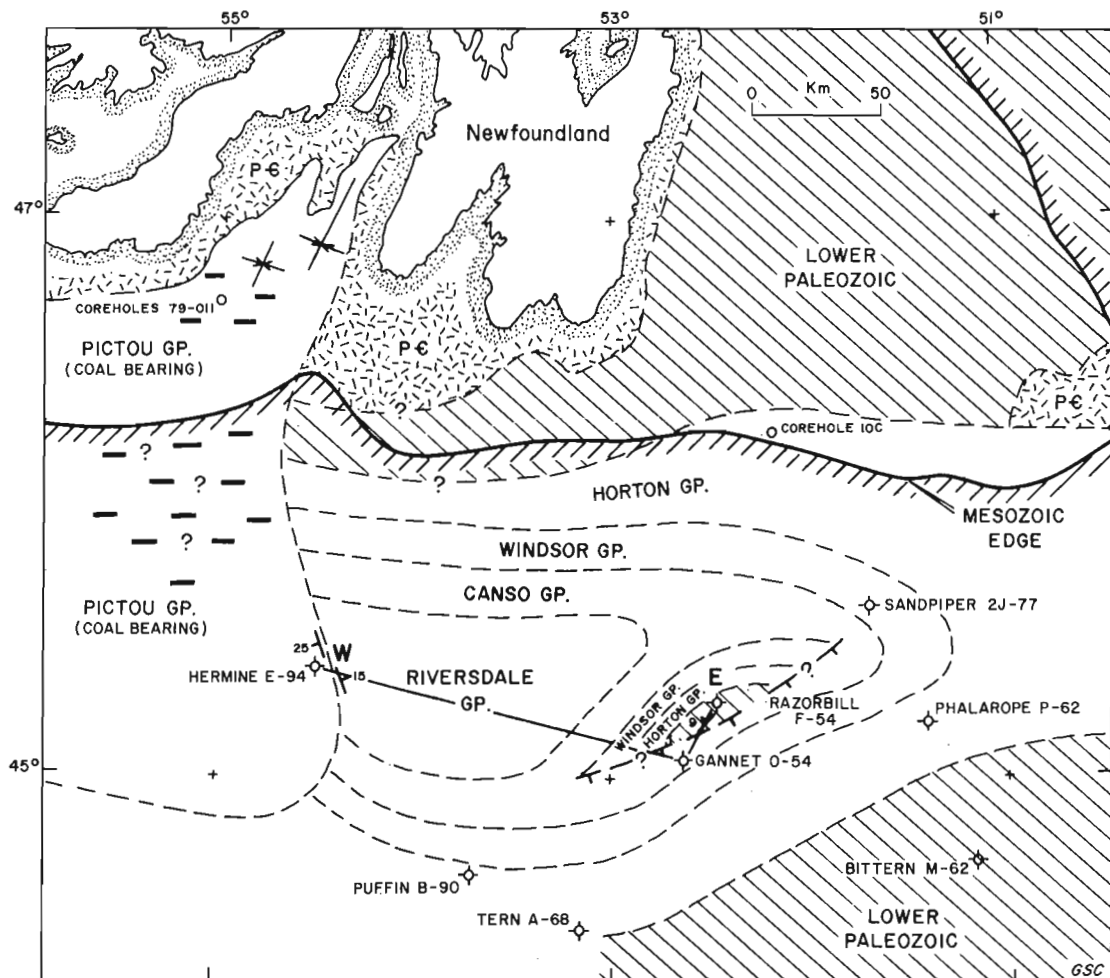 55°
53°
51°
Km
0 50
Newfoundland
P€
47°
LOWER
PALEOZOIC
COREHOLES 79-011
PICTOU GP.
(COAL BEARING)
P€
?
P€
COREHOLE 10C
?
?
HORTON GP.
?
MESOZOIC
EDGE
?
WINDSOR GP.
CANSO GP.
PICTOU GP.
(COAL BEARING)
SANDPIPER 2J-77
25
W
HERMINE E-94
15
RIVERSDALE
GP.
E
WINDSOR GP.
HORTON GP.
?
RAZORBILL
F-54
PHALAROPE P-62
9
?
GANNET O-54
45°
BITTERN M-62
PUFFIN B-90
TERN A-68
LOWER
PALEOZOIC
GSC